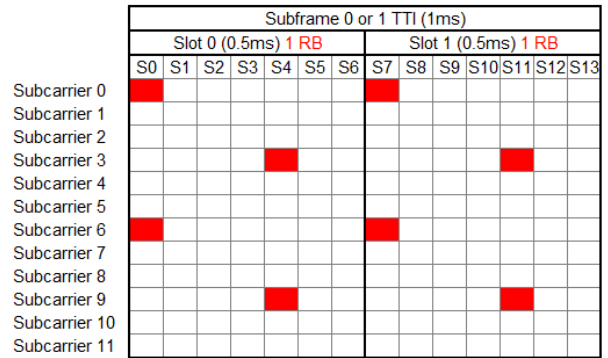 Subframe 0 or 1 TTI (1ms)
Slot 0 (0.5ms) 1 RB Slot 1 (0.5ms) 1 RB
S0 S1 S2 S3 S4 S5 S6 S7 S8 S9 S10 S11 S12 S13
Subcarrier 0
Subcarrier 1
Subcarrier 2
Subcarrier 3
Subcarrier 4
Subcarrier 5
Subcarrier 6
Subcarrier 7
Subcarrier 8
Subcarrier 9
Subcarrier 10
Subcarrier 11